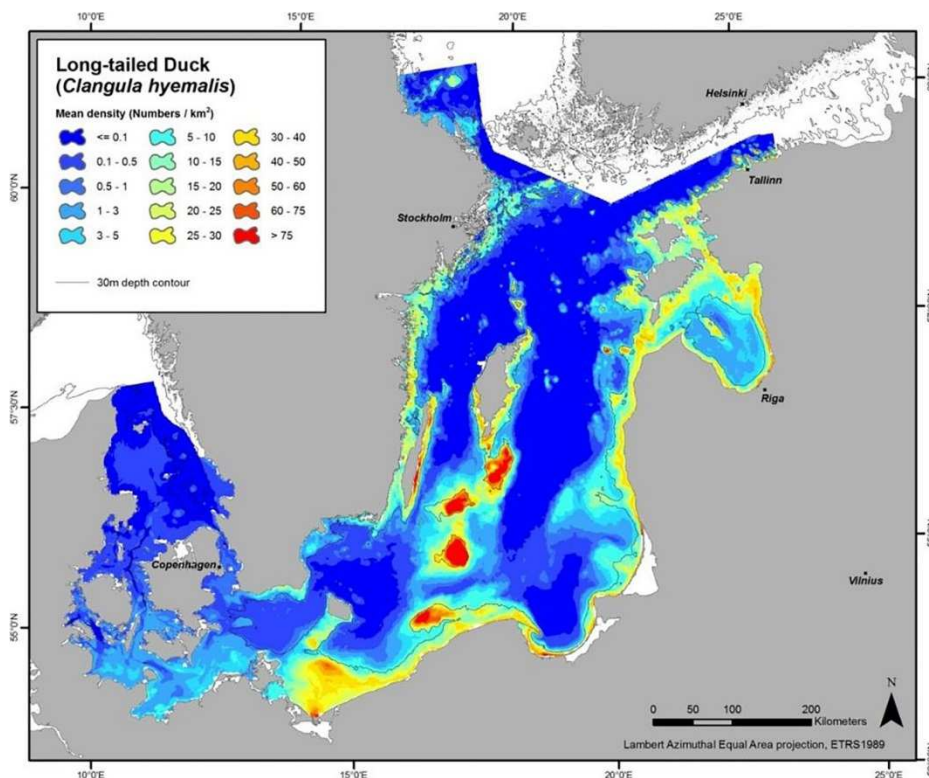 10°0'E 15°0'E 20°0'E 25°0'E
Long-tailed Duck
(Clangula hyemalis)
Mean density (Numbers / km²)
<= 0.1 5 - 10 30 - 40
0.1 - 0.5 10 - 15 40 - 50
0.5 - 1 15 - 20 50 - 60
1 - 3 20 - 25 60 - 75
3 - 5 25 - 30 > 75
30m depth contour
Helsinki
Tallinn
60°0'N
Stockholm
Riga
57°30'N
Copenhagen
Vilnius
55°0'N
N
0 50 100 200
Kilometers
Lambert Azimuthal Equal Area projection, ETRS1989
10°0'E 15°0'E 20°0'E 25°0'E